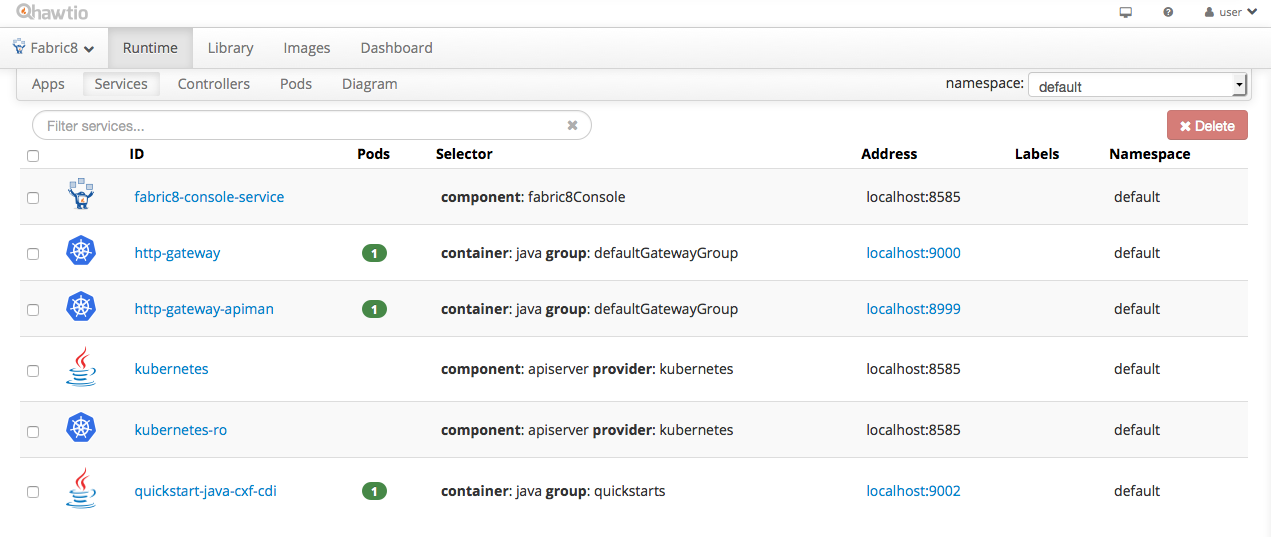 hawtio user
Fabric8 Runtime Library Images Dashboard
Apps Services Controllers Pods Diagram namespace: default
Filter services... Delete
ID Pods Selector Address Labels Namespace
fabric8-console-service component: fabric8Console localhost:8585 default
http-gateway 1 container: java group: defaultGatewayGroup localhost:9000 default
http-gateway-apiman 1 container: java group: defaultGatewayGroup localhost:8999 default
kubernetes component: apiserver provider: kubernetes localhost:8585 default
kubernetes-ro component: apiserver provider: kubernetes localhost:8585 default
quickstart-java-cxf-cdi 1 container: java group: quickstarts localhost:9002 default